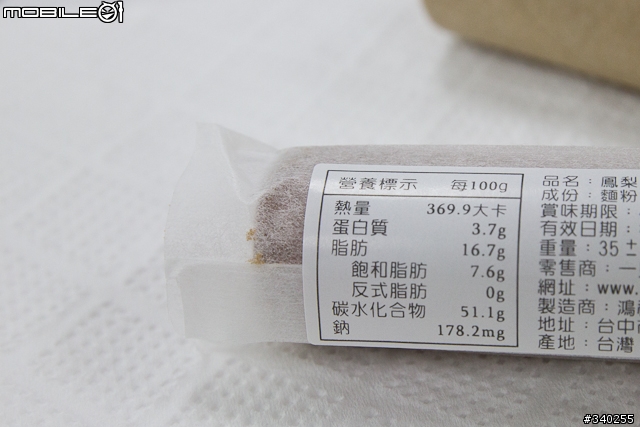 MOBILE01
營養標示 每100g
熱量 369.9大卡
蛋白質 3.7g
脂肪 16.7g
飽和脂肪 7.6g
反式脂肪 0g
碳水化合物 51.1g
鈉 178.2mg
品名：鳳梨
成份：麵粉
賞味期限：
有效日期：
重量：35±
零售商：一
網址：www.
製造商：鴻
地址：台中
產地：台灣
#340255